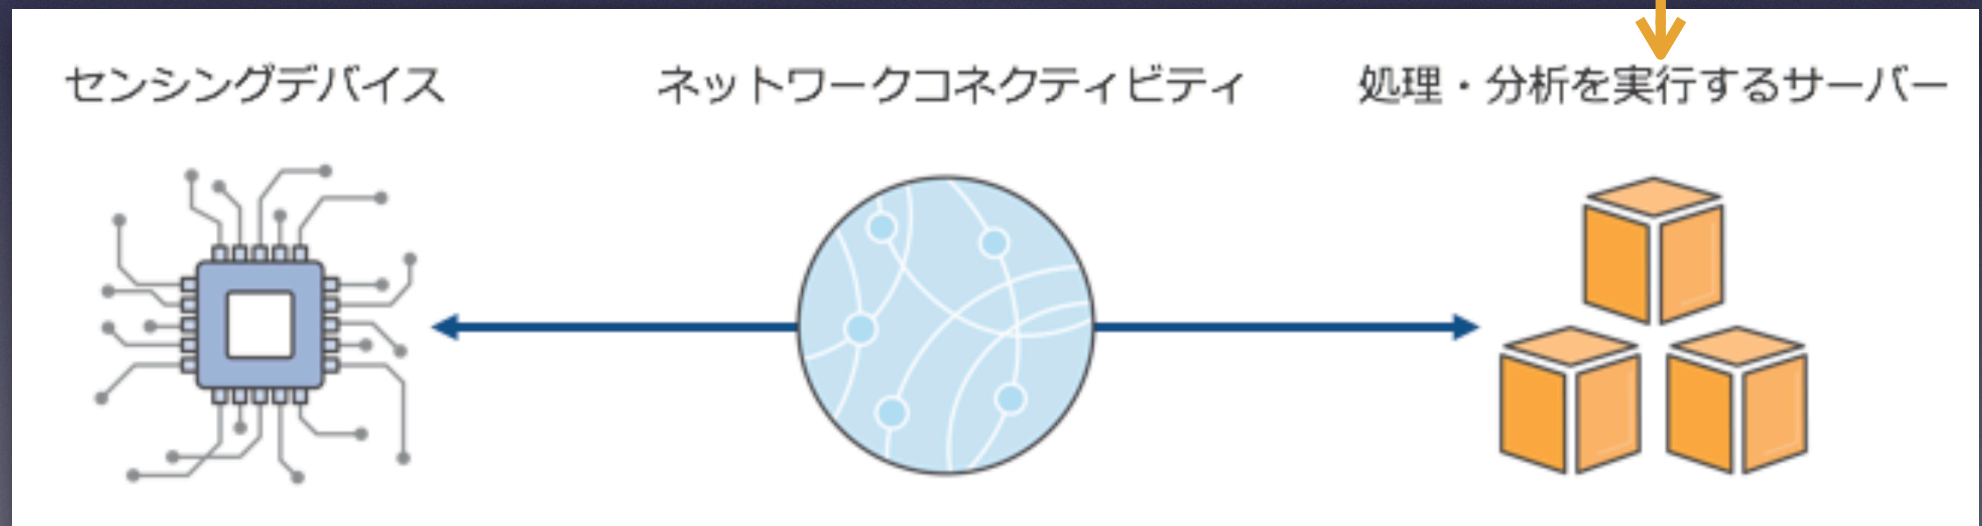 センシングデバイス
ネットワークコネクティビティ
処理・分析を実行するサーバー